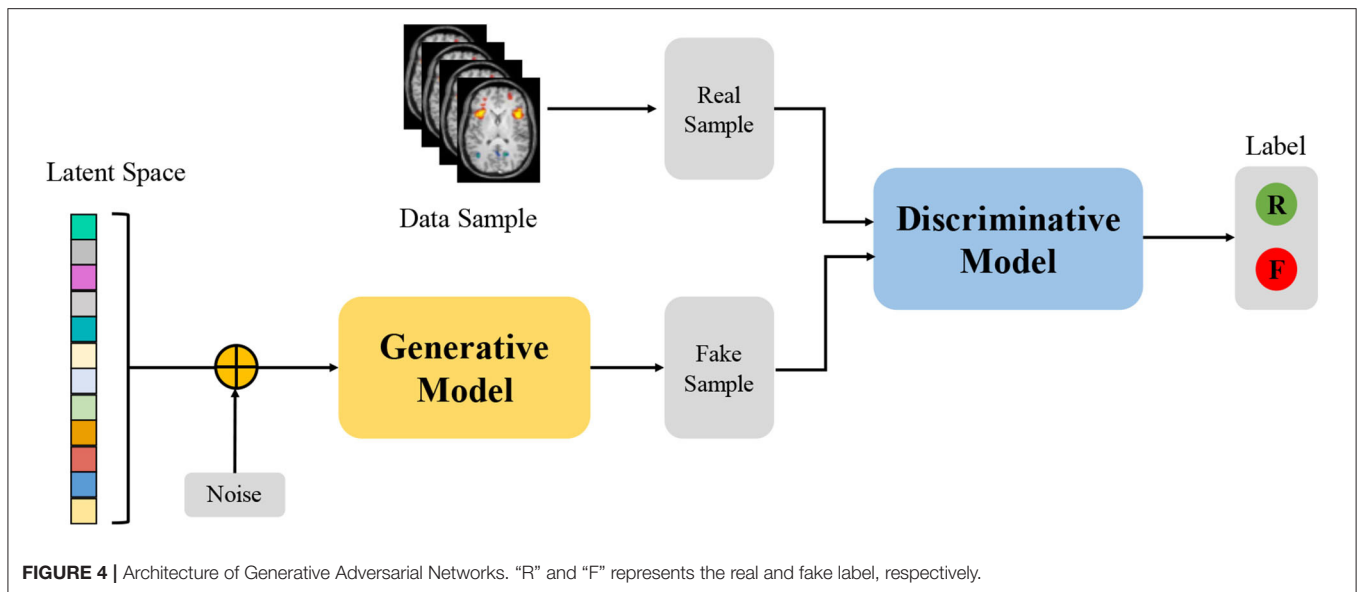 Latent Space
Data Sample
Real
Sample
Noise
Generative
Model
Fake
Sample
Discriminative
Model
Label
R
F
FIGURE 4 | Architecture of Generative Adversarial Networks. “R” and “F” represents the real and fake label, respectively.